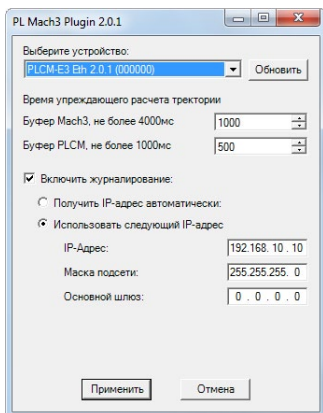 PL Mach3 Plugin 2.0.1
Выберите устройство:
PLCM-E3 Eth 2.0.1 (000000) Обновить
Время упреждающего расчета тректории
Буфер Mach3, не более 4000мс 1000
Буфер PLCM, не более 1000мс 500
Включить журналирование:
Получить IP-адрес автоматически:
Использовать следующий IP-адрес
IP-Адрес: 192.168. 10 . 10
Маска подсети: 255.255.255. 0
Основной шлюз: 0 . 0 . 0 . 0
Применить Отмена